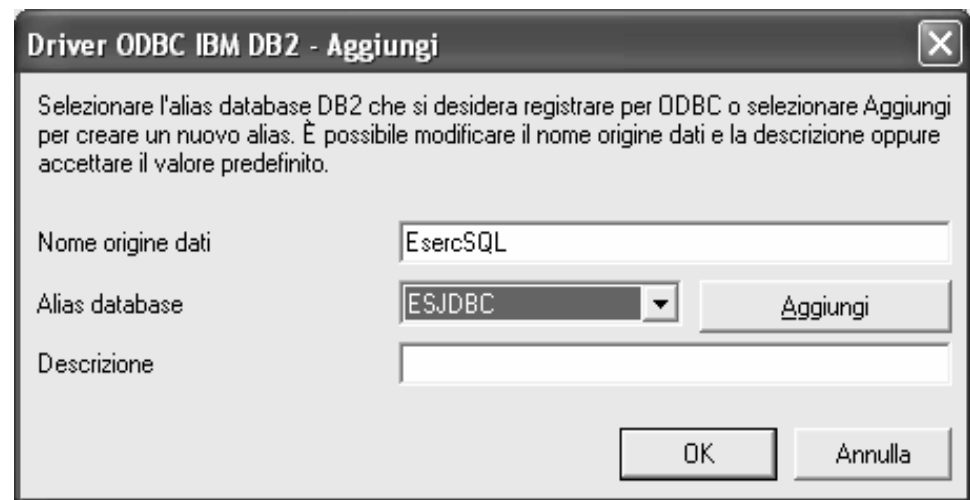 Driver ODBC IBM DB2 - Aggiungi
Selezionare l'alias database DB2 che si desidera registrare per ODBC o selezionare Aggiungi
per creare un nuovo alias. È possibile modificare il nome origine dati e la descrizione oppure
accettare il valore predefinito.
Nome origine dati
EsercSQL
Alias database
ESJDBC
Aggiungi
Descrizione
OK
Annulla